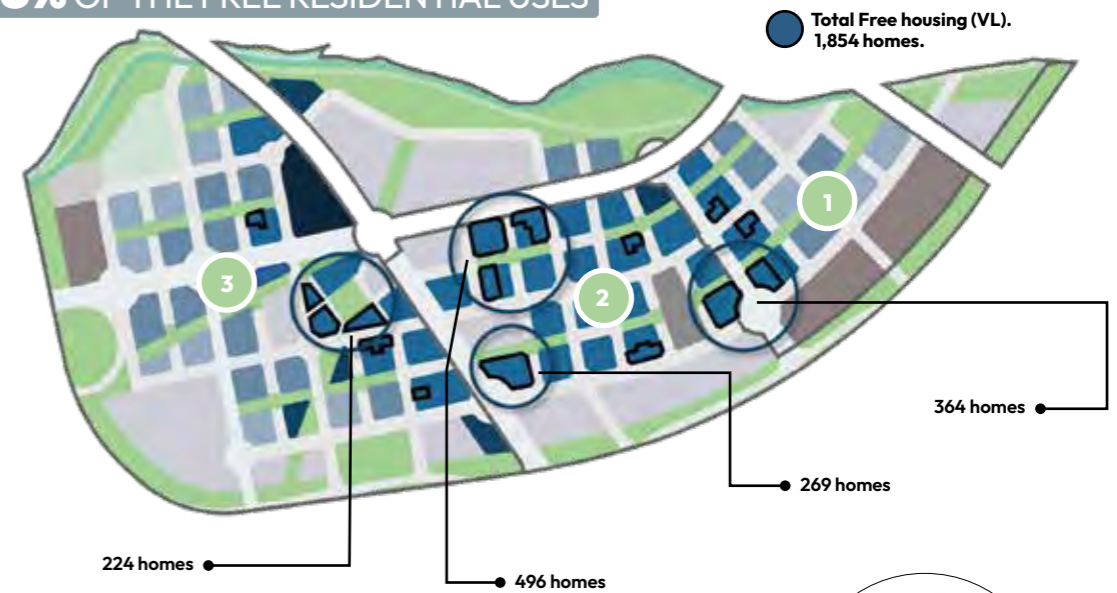 % OF THE FREE RESIDENTIAL USES
Total Free housing (VL).
1,854 homes.
1
3
2
364 homes
269 homes
224 homes
496 homes